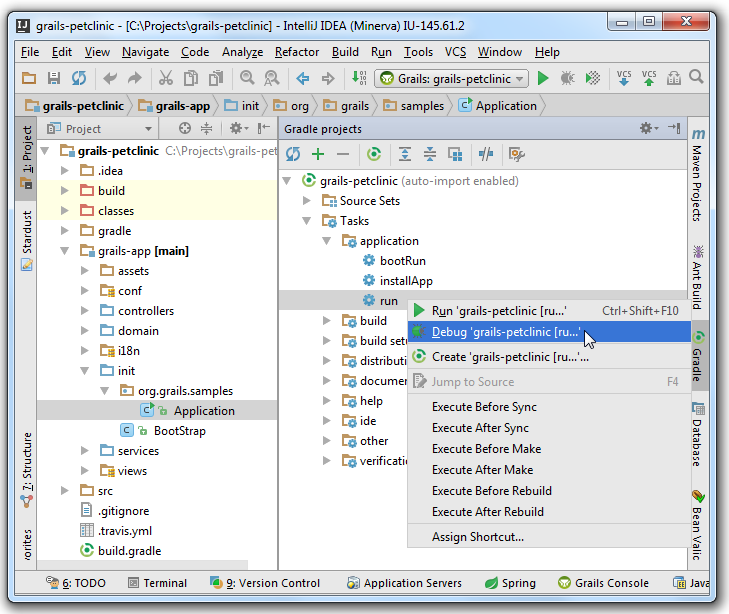 grails-petclinic - [C:\Projects\grails-petclinic] - IntelliJ IDEA (Minerva) IU-145.61.2
File Edit View Navigate Code Analyze Refactor Build Run Tools VCS Window Help
Grails: grails-petclinic VCS VCS
grails-petclinic grails-app init org grails samples Application
1: Project
Stardust
7: Structure
orites
Project
grails-petclinic C:\Projects\grails-pet
.idea
build
classes
gradle
grails-app [main]
assets
conf
controllers
domain
i18n
init
org.grails.samples
Application
BootStrap
services
views
src
.gitignore
.travis.yml
build.gradle
Gradle projects
grails-petclinic (auto-import enabled)
Source Sets
Tasks
application
bootRun
installApp
run
build
build set
distributi
documen
help
ide
other
verificatio
Run 'grails-petclinic [ru...' Ctrl+Shift+F10
Debug 'grails-petclinic [ru...'
Create 'grails-petclinic [ru...'...
Jump to Source F4
Execute Before Sync
Execute After Sync
Execute Before Make
Execute After Make
Execute Before Rebuild
Execute After Rebuild
Assign Shortcut...
Maven Projects
Ant Build
Gradle
Database
Bean Valic
6: TODO Terminal 9: Version Control Application Servers Spring Grails Console Java